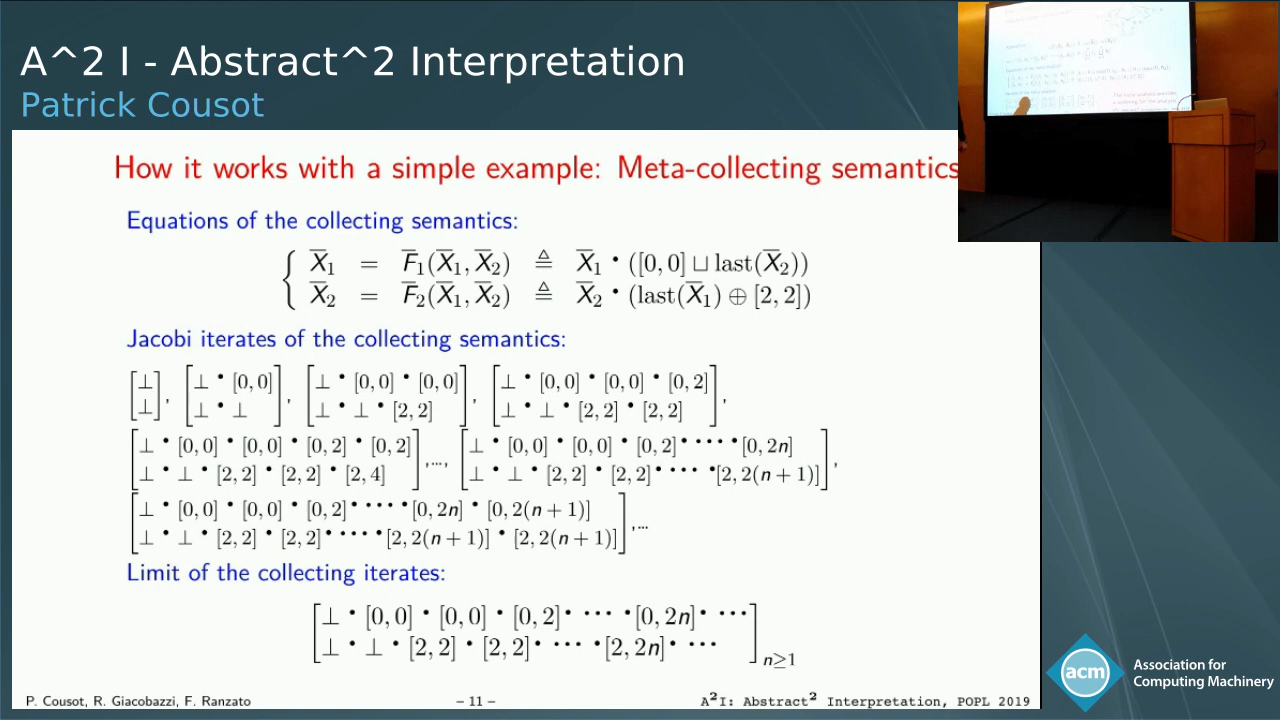 A^2 I - Abstract^2 Interpretation
Patrick Cousot
How it works with a simple example: Meta-collecting semantics
Equations of the collecting semantics:
{ X̅₁ = F̅₁(X̅₁, X̅₂) ≜ X̅₁ • ([0, 0] ⊔ last(X̅₂))
X̅₂ = F̅₂(X̅₁, X̅₂) ≜ X̅₂ • (last(X̅₁) ⊕ [2, 2])
Jacobi iterates of the collecting semantics:
[⊥], [⊥ • [0, 0]], [⊥ • [0, 0] • [0, 0]], [⊥ • [0, 0] • [0, 0] • [0, 2]],
[⊥] [⊥ • ⊥] [⊥ • ⊥ • [2, 2]] [⊥ • ⊥ • [2, 2] • [2, 2]]
[⊥ • [0, 0] • [0, 0] • [0, 2] • [0, 2]],..., [⊥ • [0, 0] • [0, 0] • [0, 2] • ••• • [0, 2n]],
[⊥ • ⊥ • [2, 2] • [2, 2] • [2, 4]] [⊥ • ⊥ • [2, 2] • [2, 2] • ••• • [2, 2(n + 1)]]
[⊥ • [0, 0] • [0, 0] • [0, 2] • ••• • [0, 2n] • [0, 2(n + 1)]],...
[⊥ • ⊥ • [2, 2] • [2, 2] • ••• • [2, 2(n + 1)] • [2, 2(n + 1)]]
Limit of the collecting iterates:
[⊥ • [0, 0] • [0, 0] • [0, 2] • ••• • [0, 2n] • •••]
[⊥ • ⊥ • [2, 2] • [2, 2] • ••• • [2, 2n] • •••] n≥1
P. Cousot, R. Giacobazzi, F. Ranzato – 11 – A²I: Abstract² Interpretation, POPL 2019
acm Association for
Computing Machinery